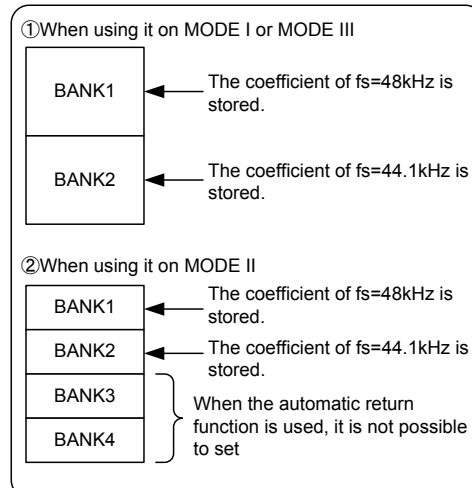 ①When using it on MODE I or MODE III
BANK1
The coefficient of fs=48kHz is
stored.
BANK2
The coefficient of fs=44.1kHz is
stored.
②When using it on MODE II
BANK1
The coefficient of fs=48kHz is
stored.
BANK2
The coefficient of fs=44.1kHz is
stored.
BANK3
BANK4
When the automatic return
function is used, it is not possible
to set